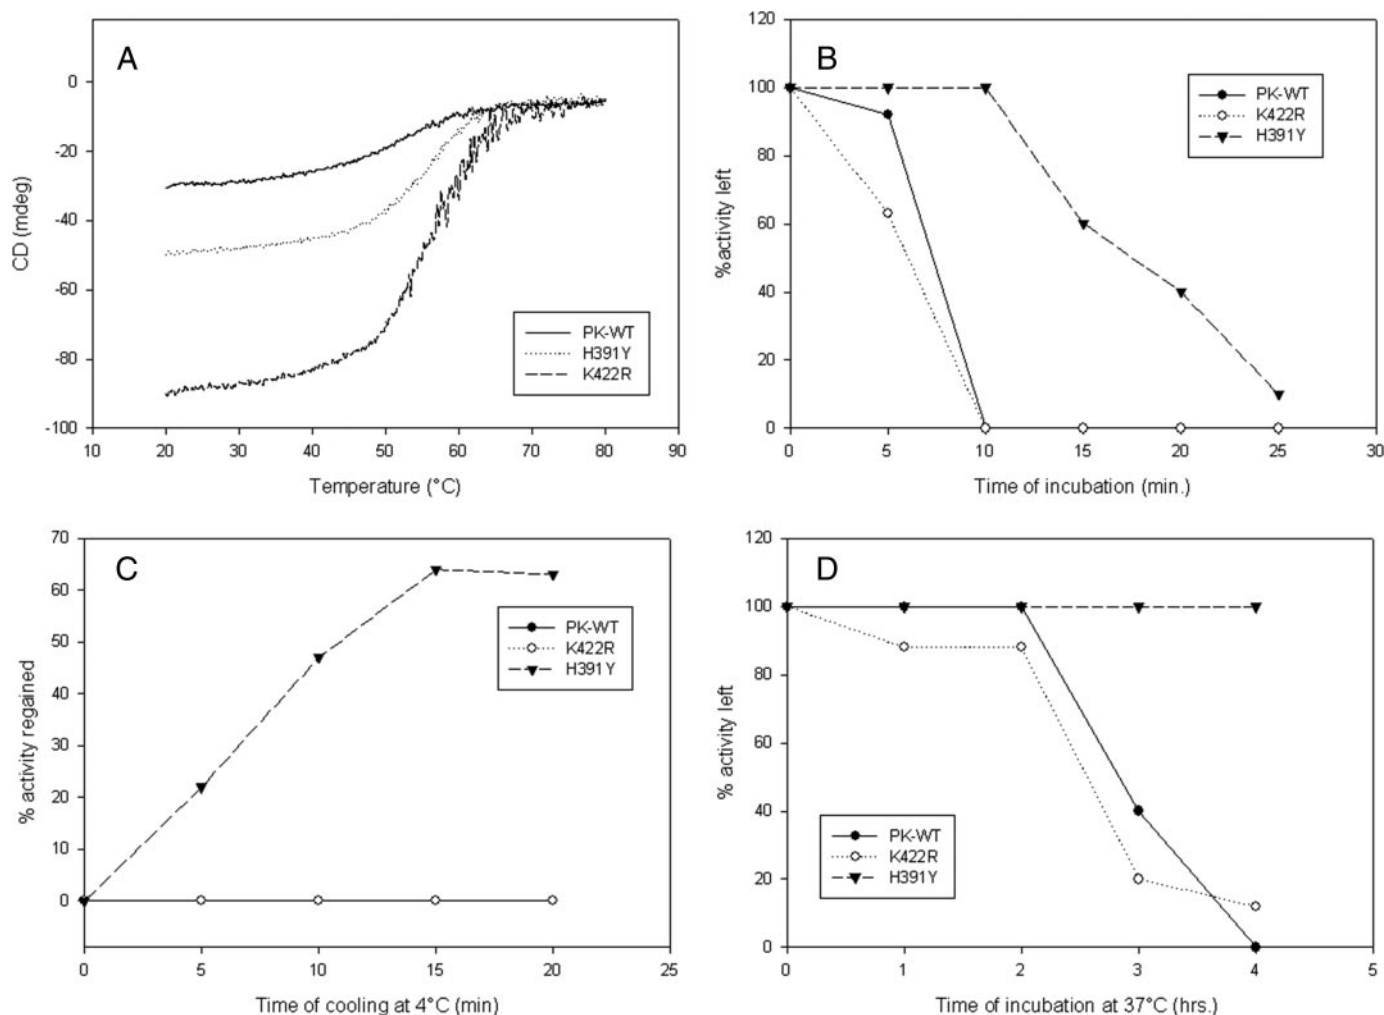 A
0
-20
-40
-60
-80
-100
CD (mdeg)
PK-WT
H391Y
K422R
10 20 30 40 50 60 70 80 90
Temperature (°C)
B
120
100
80
60
40
20
0
%activity left
PK-WT
K422R
H391Y
0 5 10 15 20 25 30
Time of incubation (min.)
C
70
60
50
40
30
20
10
0
% activity regained
PK-WT
K422R
H391Y
0 5 10 15 20 25
Time of cooling at 4°C (min)
D
120
100
80
60
40
20
0
% activity left
PK-WT
K422R
H391Y
0 1 2 3 4 5
Time of incubation at 37°C (hrs.)